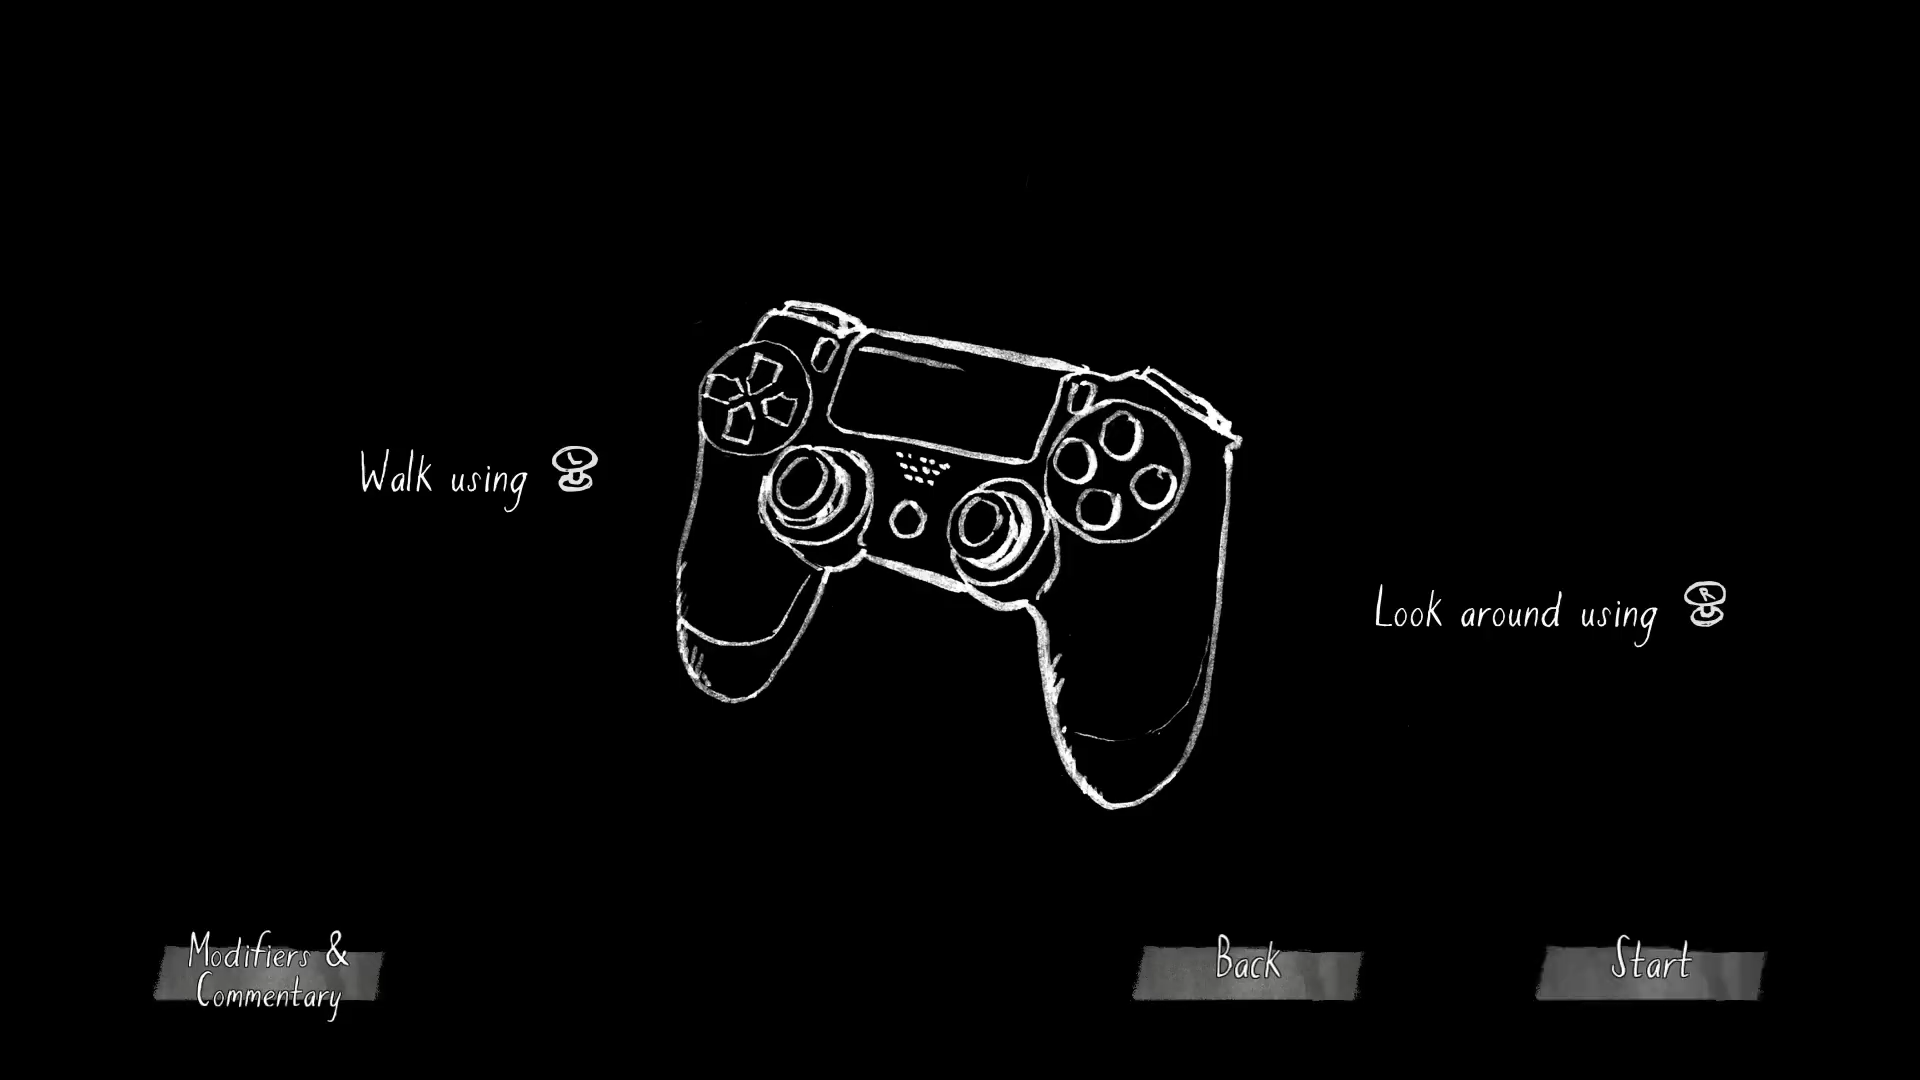 Walk using L
Look around using R
Modifiers &
Commentary
Back
Start